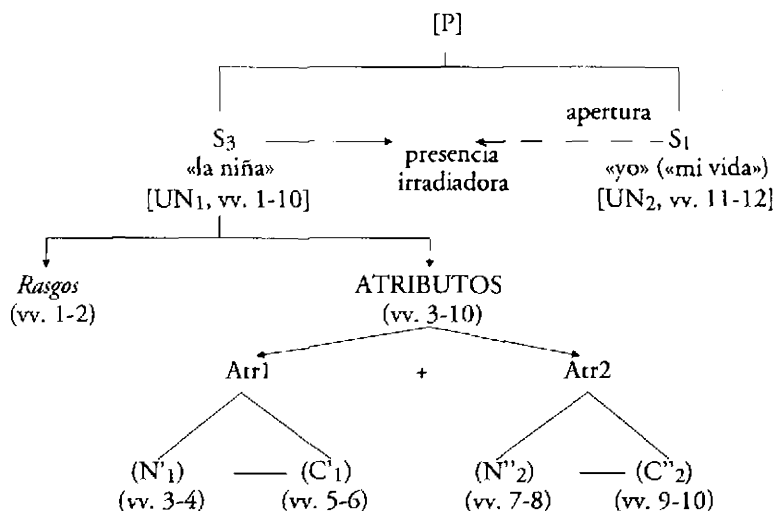 [P]
apertura
S3 S1
presencia
irradiadora
«la niña» «yo» («mi vida»)
[UN1, vv. 1-10] [UN2, vv. 11-12]
Rasgos ATRIBUTOS
(vv. 1-2) (vv. 3-10)
Atr1 + Atr2
(N'1) (C'1) (N''2) (C''2)
(vv. 3-4) (vv. 5-6) (vv. 7-8) (vv. 9-10)